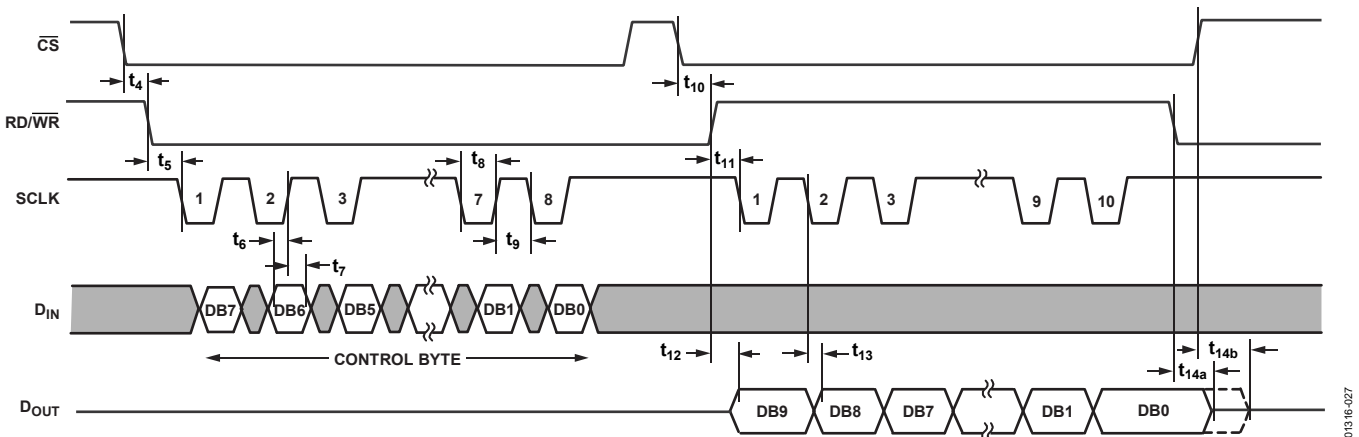 CS
t4
t10
RD/WR
t5
t11
SCLK
1 2 3 7 8 1 2 3 9 10
t8
t6
t9
t7
DIN
DB7 DB6 DB5 DB1 DB0
CONTROL BYTE
t12
t13
t14b
t14a
DOUT
DB9 DB8 DB7 DB1 DB0
01316-027